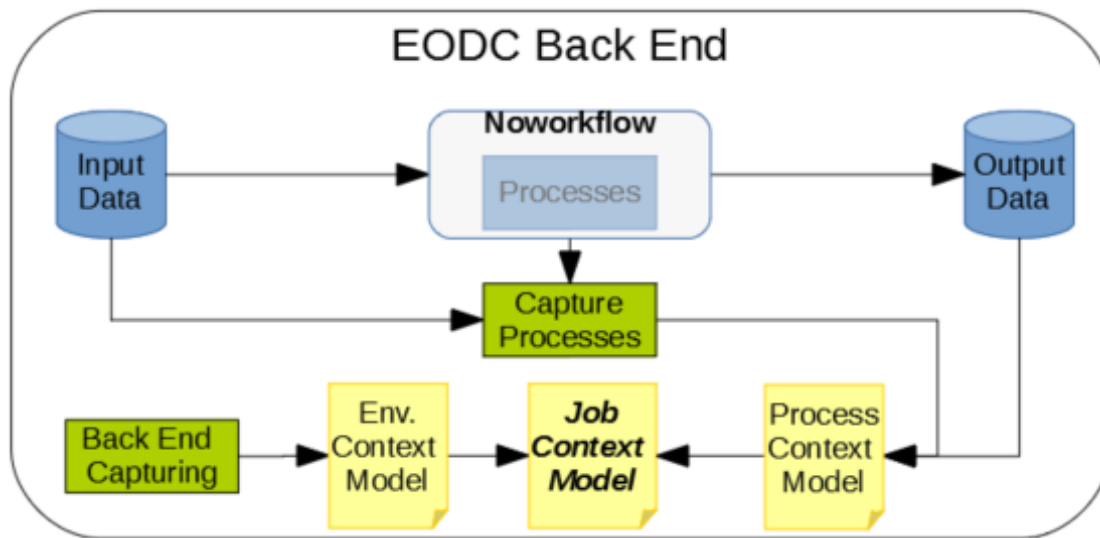 EODC Back End
Noworkflow
Input
Data
Processes
Output
Data
Capture
Processes
Back End
Capturing
Env.
Context
Model
Job
Context
Model
Process
Context
Model